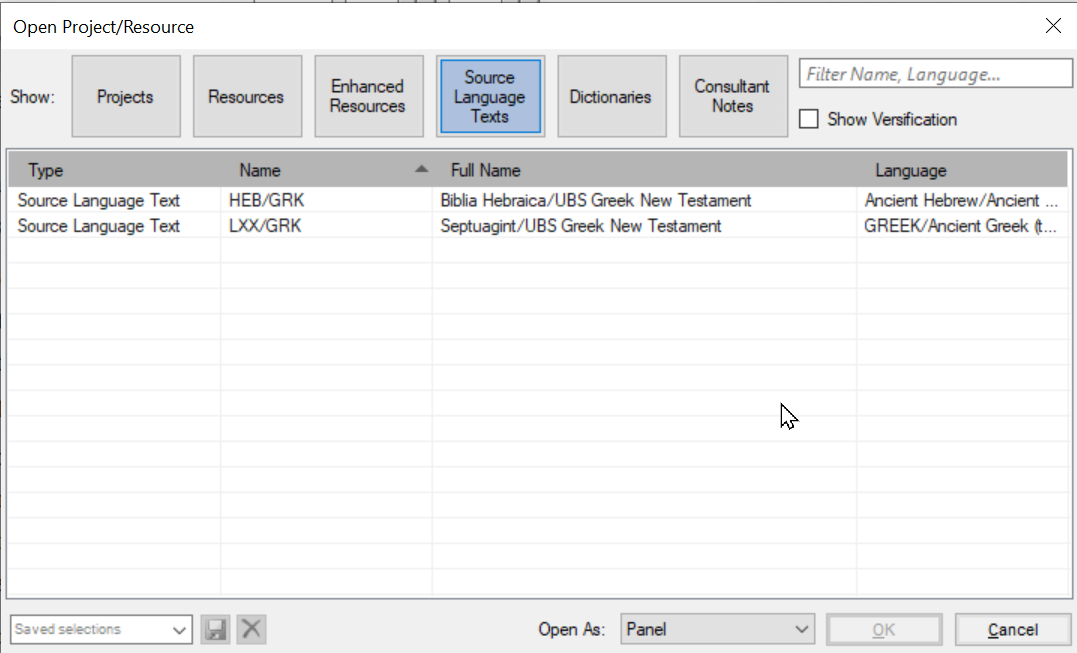 Open Project/Resource
Show:
Projects
Resources
Enhanced
Resources
Source
Language
Texts
Dictionaries
Consultant
Notes
Filter Name, Language...
Show Versification
Type Name Full Name Language
Source Language Text HEB/GRK Biblia Hebraica/UBS Greek New Testament Ancient Hebrew/Ancient ...
Source Language Text LXX/GRK Septuagint/UBS Greek New Testament GREEK/Ancient Greek (t...
Saved selections Open As: Panel OK Cancel